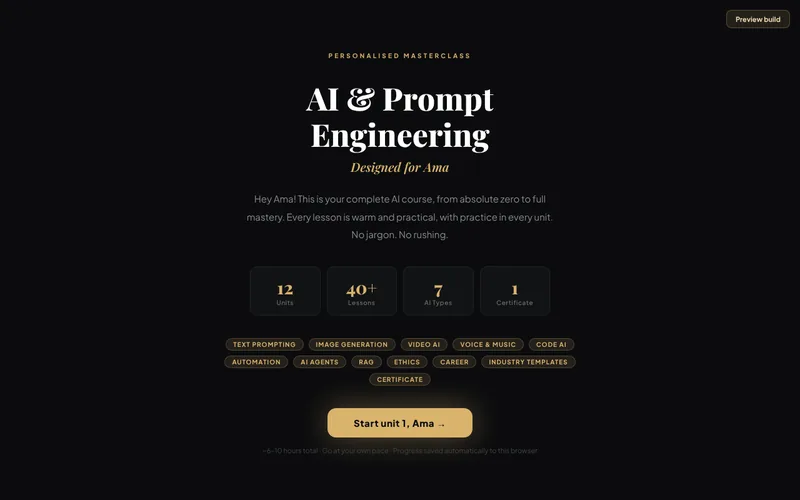 Preview build
PERSONALISED MASTERCLASS
AI & Prompt
Engineering
Designed for Ama
Hey Ama! This is your complete AI course, from absolute zero to full
mastery. Every lesson is warm and practical, with practice in every unit.
No jargon. No rushing.
12 40+ 7 1
Units Lessons AI Types Certificate
TEXT PROMPTING IMAGE GENERATION VIDEO AI VOICE & MUSIC CODE AI
AUTOMATION AI AGENTS RAG ETHICS CAREER INDUSTRY TEMPLATES
CERTIFICATE
Start unit 1, Ama →
~6–10 hours total · Go at your own pace · Progress saved automatically to this browser